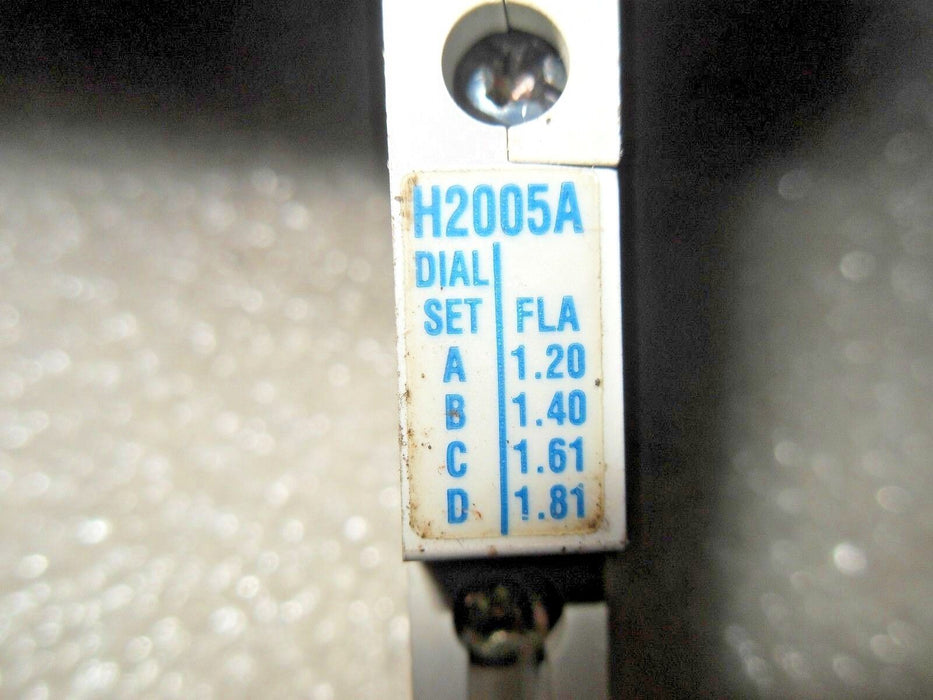 H2005A
DIAL
SET FLA
A 1.20
B 1.40
C 1.61
D 1.81